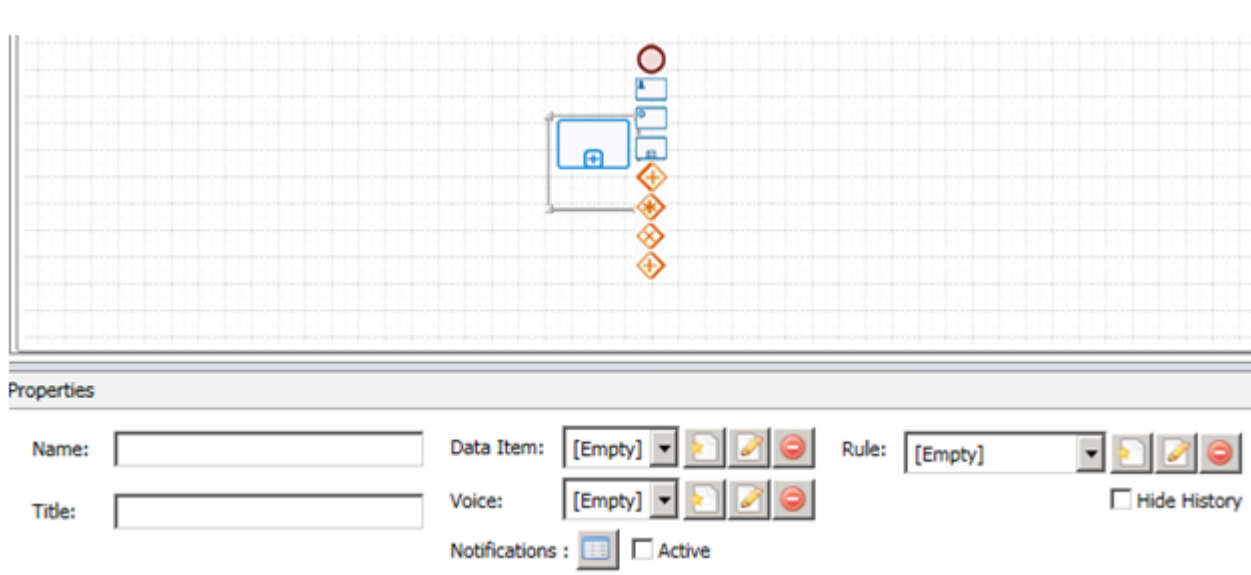 Properties
Name: Data Item: [Empty] Rule: [Empty]
Title: Voice: [Empty] Hide History
Notifications : Active